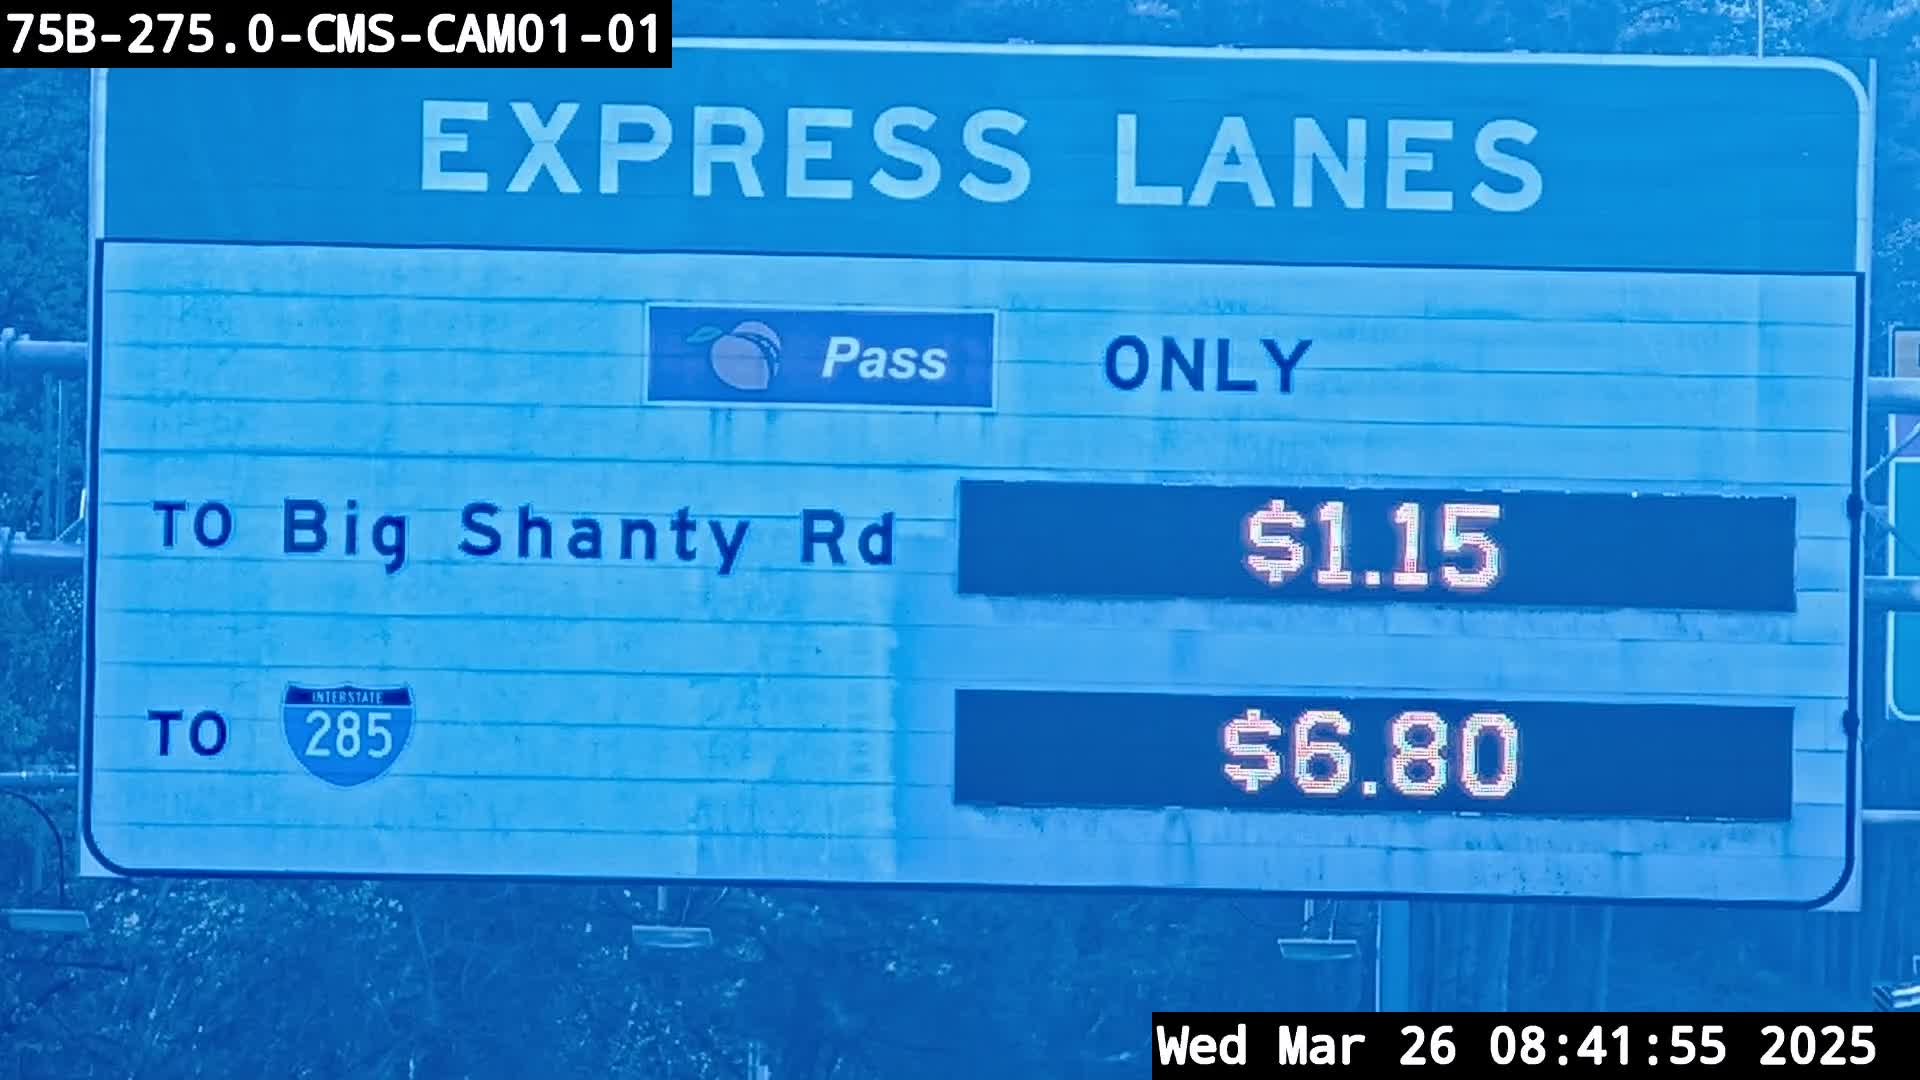 75B-275.0-CMS-CAM01-01
EXPRESS LANES
Pass ONLY
TO Big Shanty Rd $1.15
TO INTERSTATE 285 $6.80
Wed Mar 26 08:41:55 2025